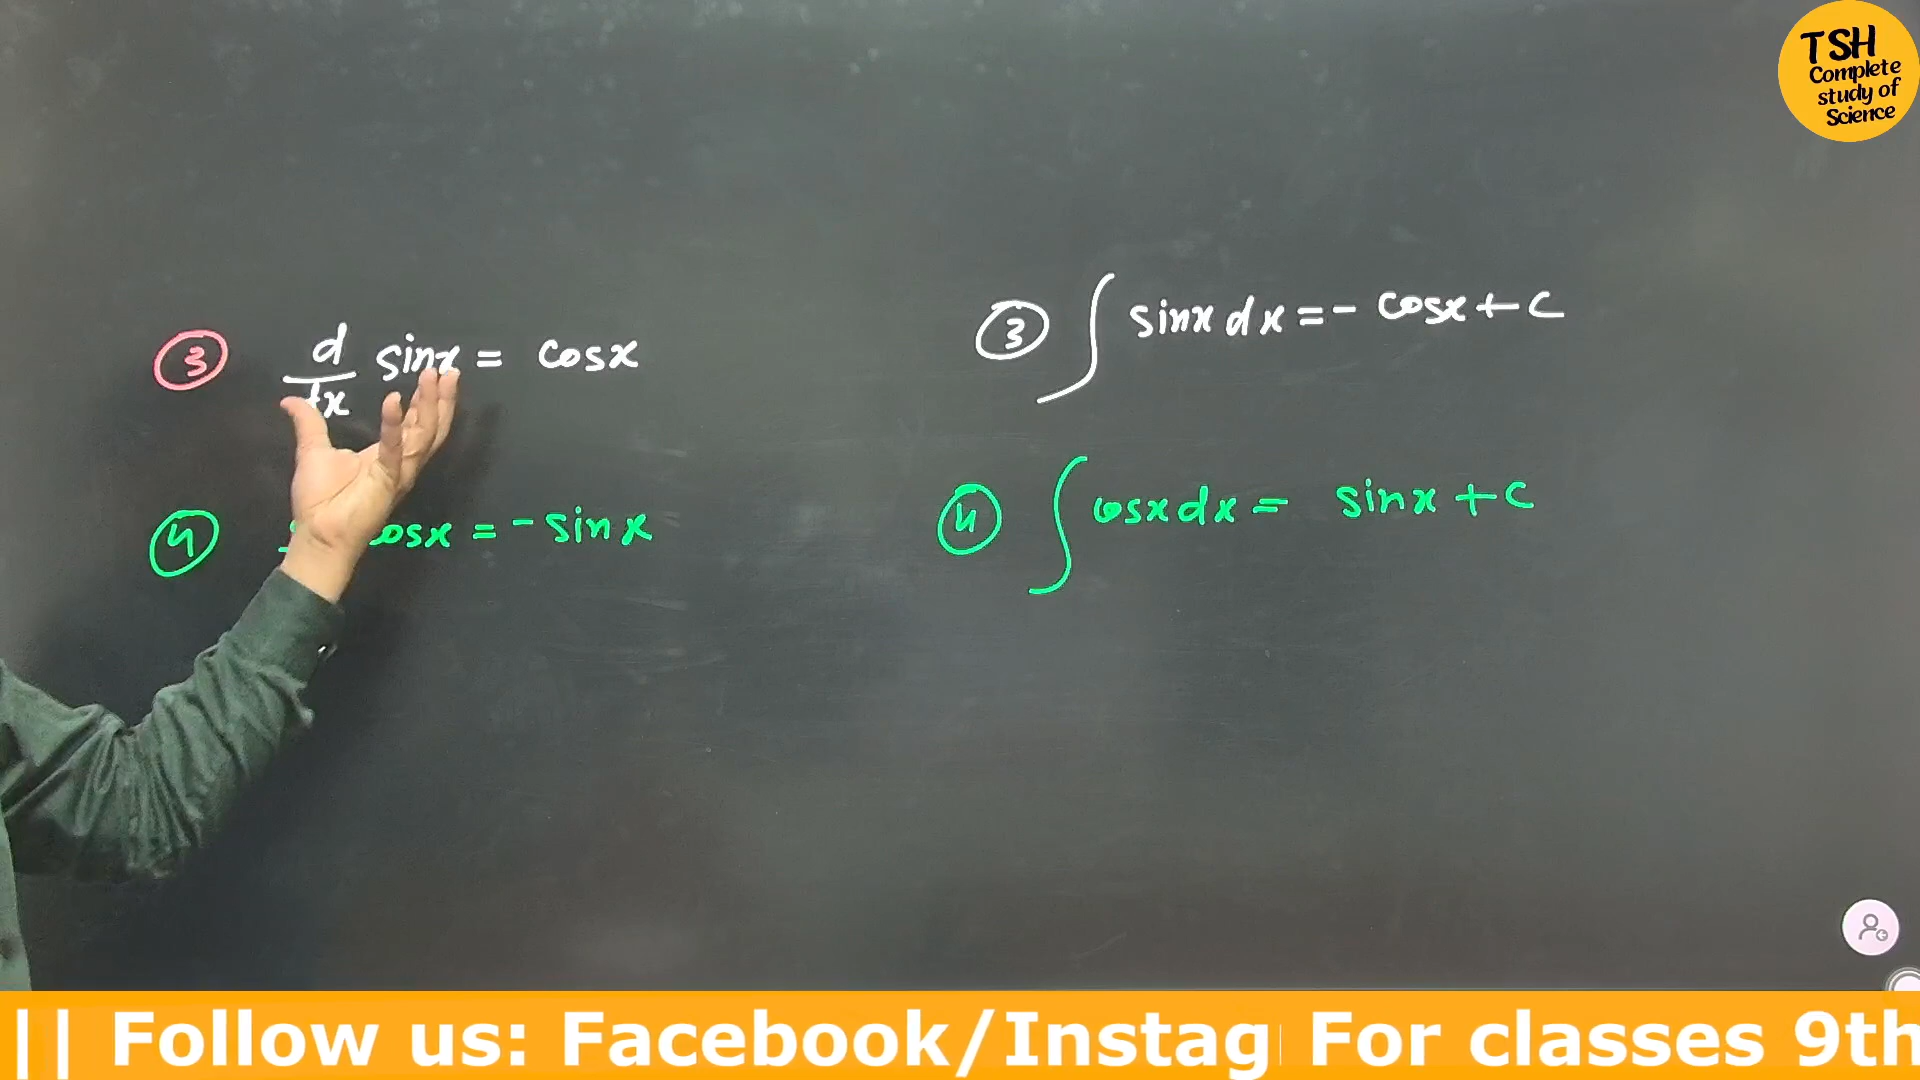 TSH
Complete
study of
Science
③ d/dx sinx = cosx
④ cosx = - sinx
③ ∫ sinx dx = - cosx + c
④ ∫ cosx dx = sinx + c
|| Follow us: Facebook/Instag For classes 9th